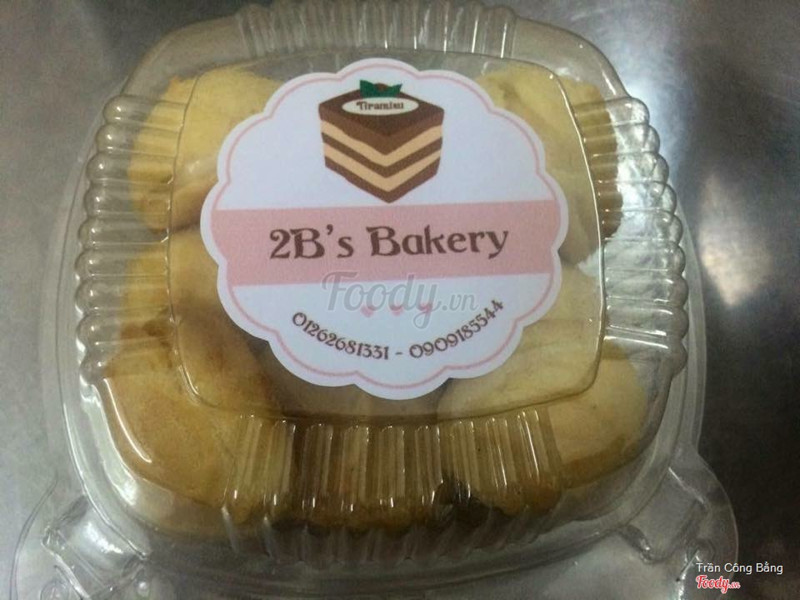 Tiramisu
2B's Bakery
Foody.vn
01262681331 - 0909185544
Trần Công Bằng
Foody.vn